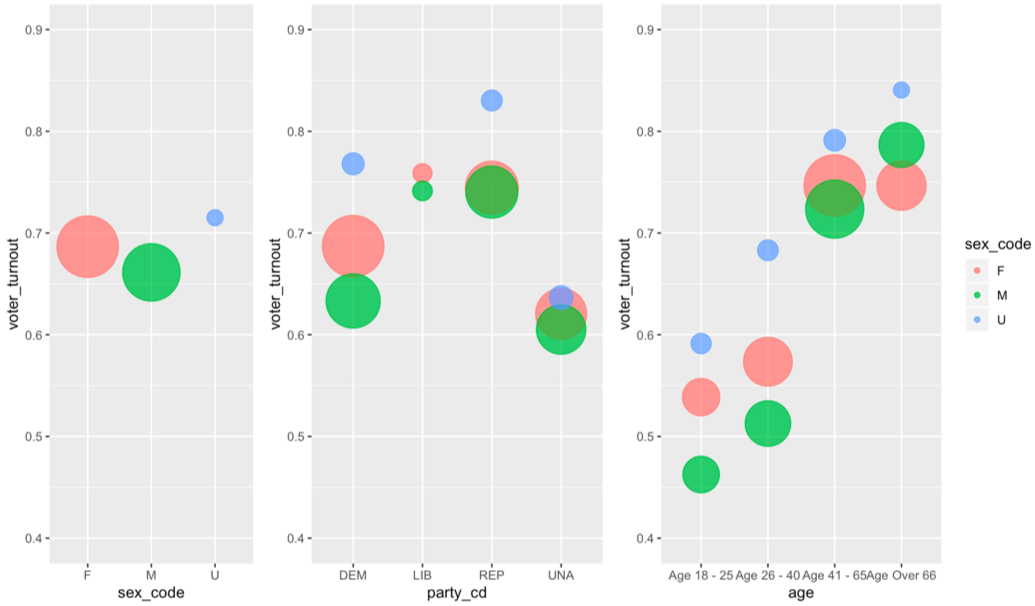 0.9
0.8
0.7
0.6
0.5
0.4
voter_turnout
F M U
sex_code
0.9
0.8
0.7
0.6
0.5
0.4
voter_turnout
DEM LIB REP UNA
party_cd
0.9
0.8
0.7
0.6
0.5
0.4
voter_turnout
Age 18 - 25 Age 26 - 40 Age 41 - 65 Age Over 66
age
sex_code
F
M
U